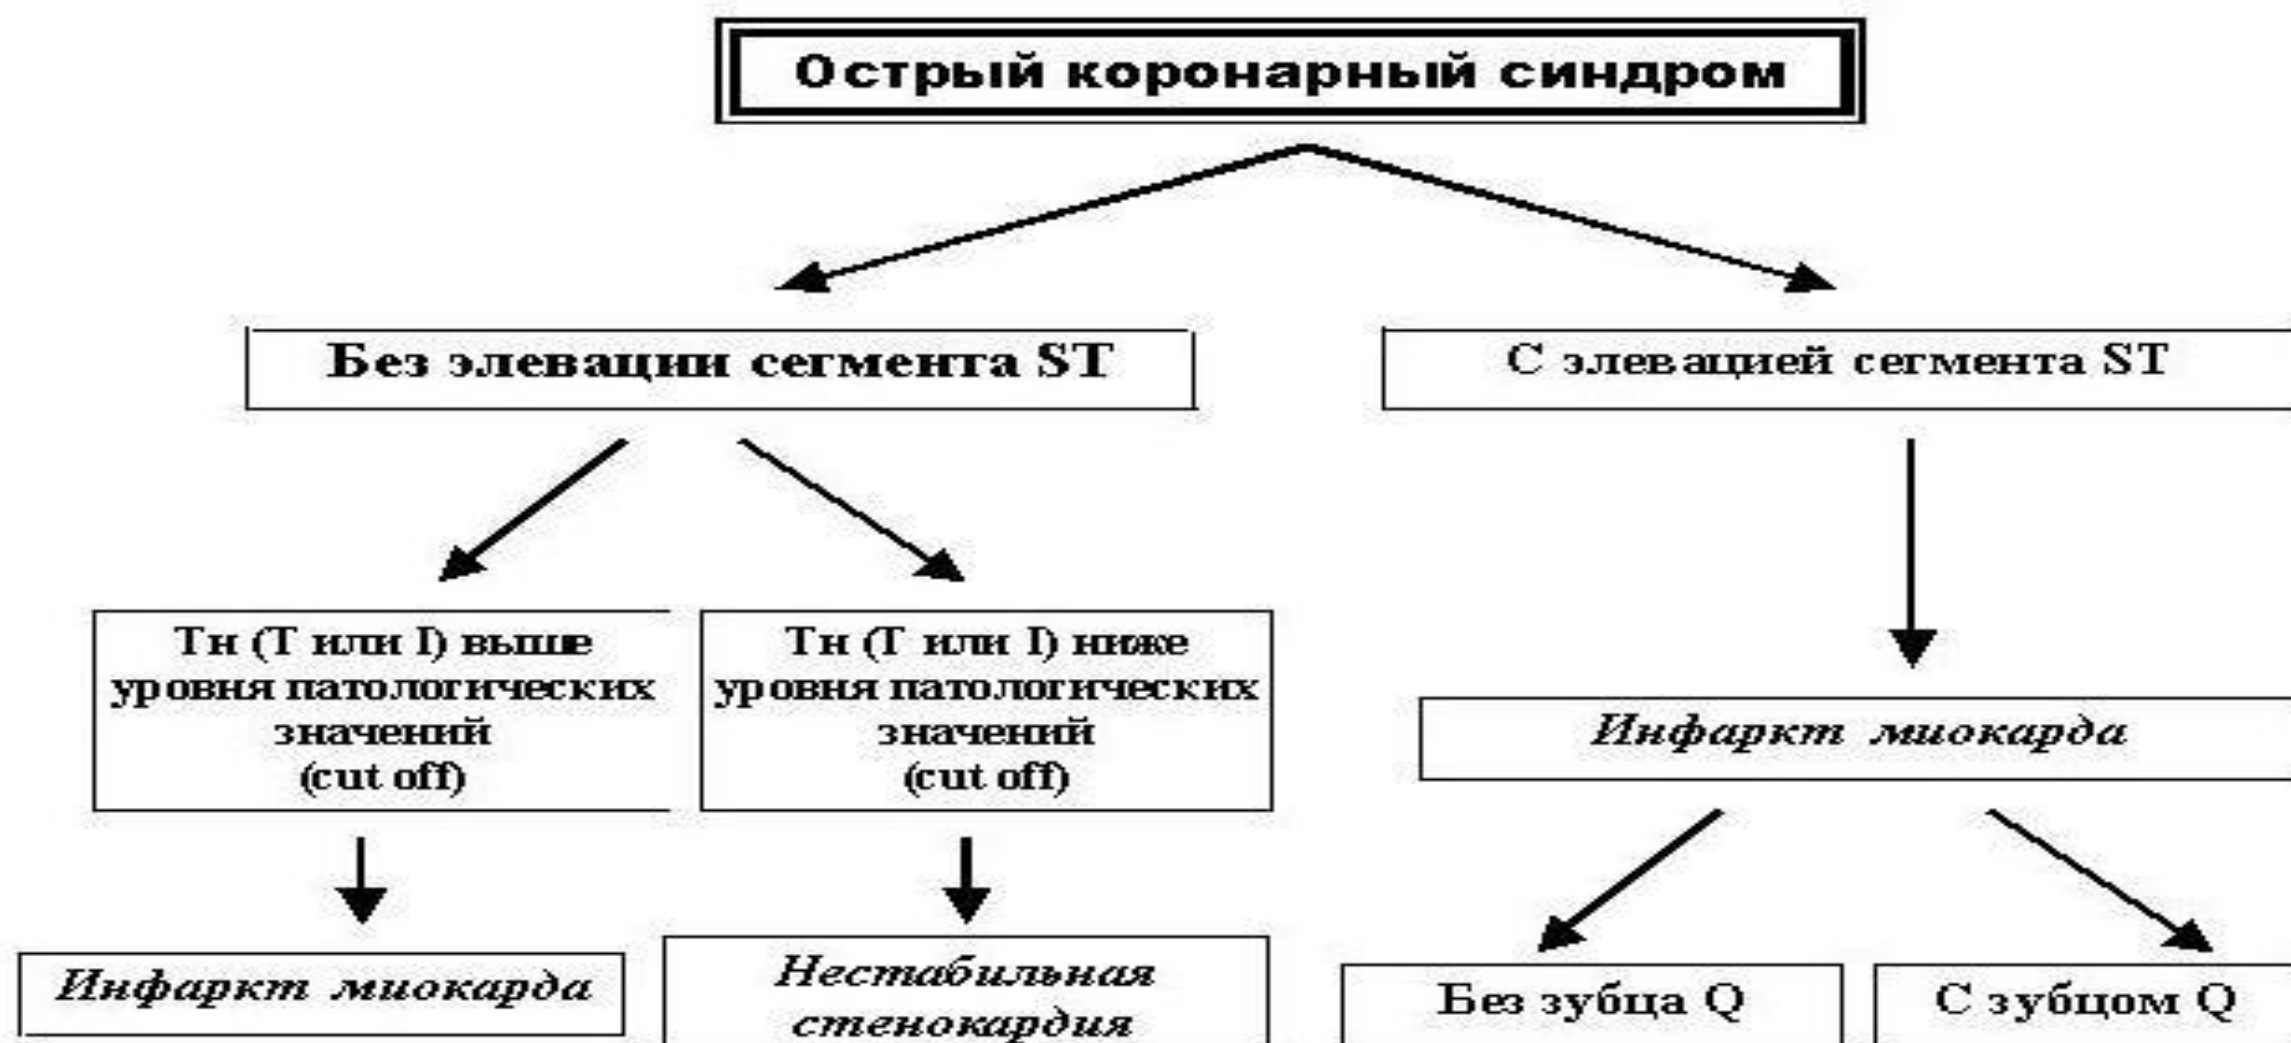 Острый коронарный синдром
Без элевации сегмента ST
С элевацией сегмента ST
Тн (Т или I) выше
уровня патологических
значений
(cut off)
Тн (Т или I) ниже
уровня патологических
значений
(cut off)
Инфаркт миокарда
Инфаркт миокарда
Нестабильная
стенокардия
Без зубца Q
С зубцом Q